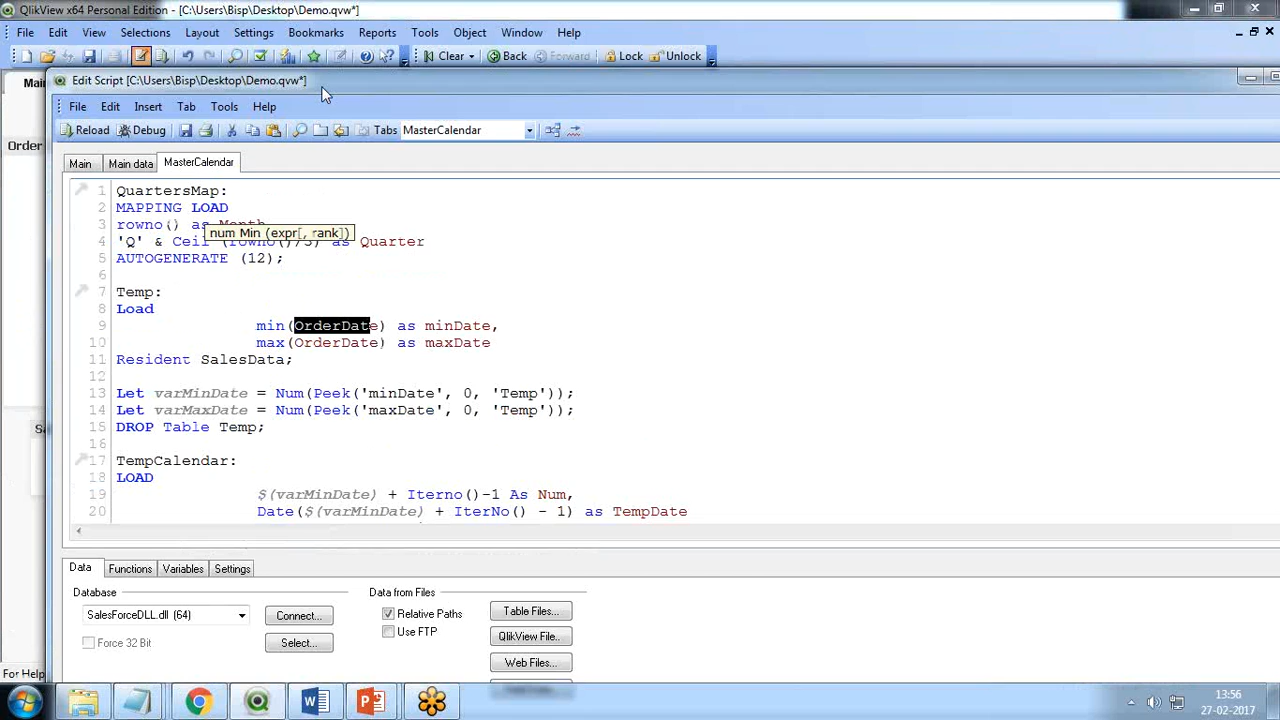 QlikView x64 Personal Edition - [C:\Users\Bisp\Desktop\Demo.qvw*]
File Edit View Selections Layout Settings Bookmarks Reports Tools Object Window Help
Clear Back Forward Lock Unlock
Mai
Edit Script [C:\Users\Bisp\Desktop\Demo.qvw*]
File Edit Insert Tab Tools Help
Reload Debug Tabs MasterCalendar
Order
Main Main data MasterCalendar
1 QuartersMap:
2 MAPPING LOAD
3 rowno() as Month
num Min (expr[, rank])
4 'Q' & Ceil (rowno()/3) as Quarter
5 AUTOGENERATE (12);
6
7 Temp:
8 Load
9 min(OrderDate) as minDate,
10 max(OrderDate) as maxDate
11 Resident SalesData;
12
13 Let varMinDate = Num(Peek('minDate', 0, 'Temp'));
14 Let varMaxDate = Num(Peek('maxDate', 0, 'Temp'));
15 DROP Table Temp;
16
17 TempCalendar:
18 LOAD
19 $(varMinDate) + Iterno()-1 As Num,
20 Date($(varMinDate) + IterNo() - 1) as TempDate
Data Functions Variables Settings
Database
SalesForceDLL.dll (64)
Connect...
Force 32 Bit
Select...
Data from Files
Relative Paths
Use FTP
Table Files...
QlikView File..
Web Files...
For Help
13:56
27-02-2017